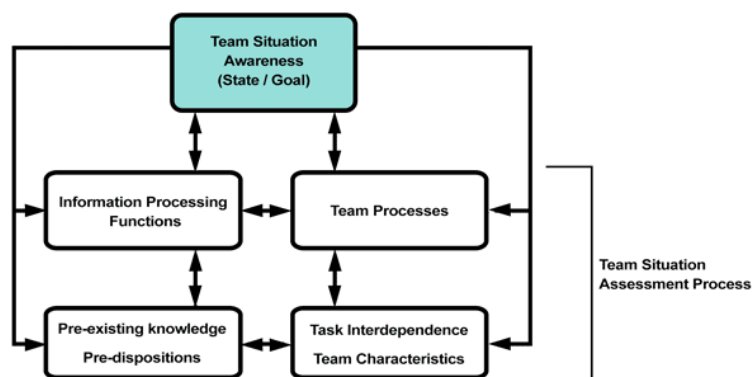 Team Situation
Awareness
(State / Goal)
Information Processing
Functions
Team Processes
Team Situation
Assessment Process
Pre-existing knowledge
Pre-dispositions
Task Interdependence
Team Characteristics